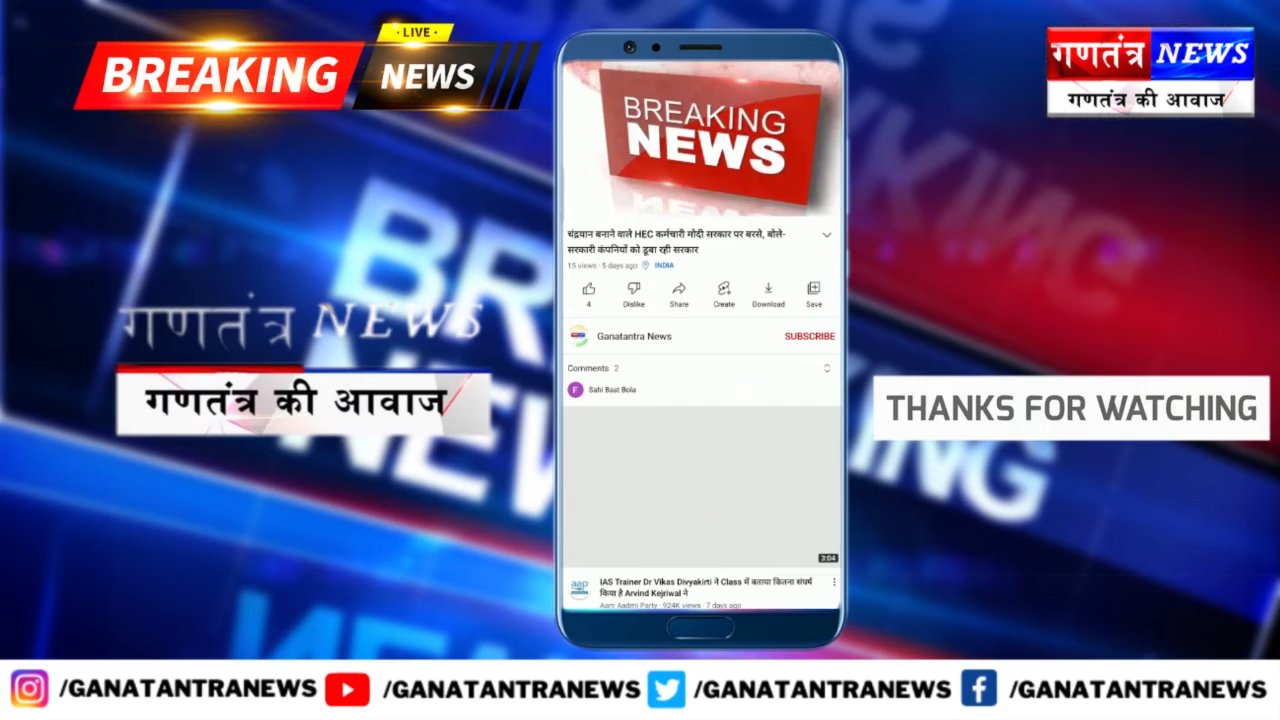 • LIVE •
BREAKING NEWS
गणतंत्र NEWS
गणतंत्र की आवाज
BREAKING
NEWS
चंद्रयान बनाने वाले HEC कर्मचारी मोदी सरकार पर बरसे, बोले-
सरकारी कंपनियों को डूबा रही सरकार
15 views · 5 days ago INDIA
4 Dislike Share Create Download Save
Ganatantra News SUBSCRIBE
Comments 2
F Sahi Baat Bola
गणतंत्र NEWS
गणतंत्र की आवाज
THANKS FOR WATCHING
3:04
aap
IAS Trainer Dr Vikas Divyakirti ने Class में बताया कितना संघर्ष
किया है Arvind Kejriwal ने
Aam Aadmi Party · 924K views · 7 days ago
/GANATANTRANEWS /GANATANTRANEWS /GANATANTRANEWS /GANATANTRANEWS